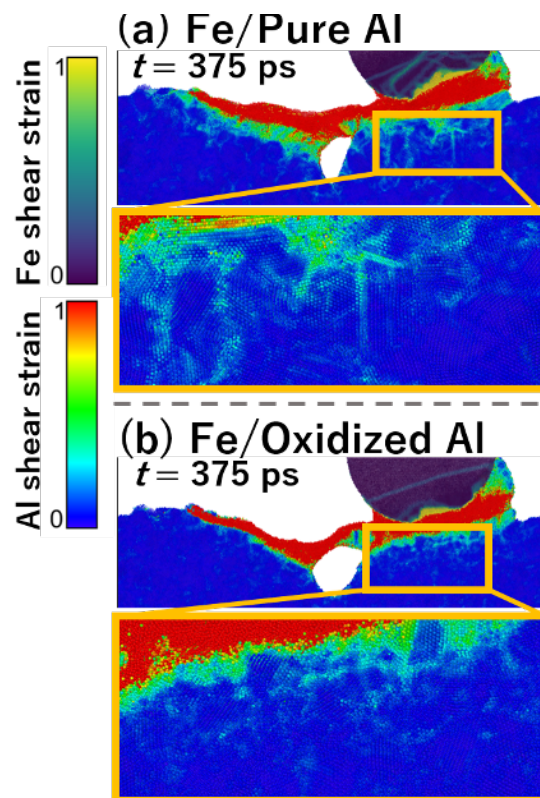 (a) Fe/Pure Al
t = 375 ps
1
Fe shear strain
0
1
Al shear strain
0
(b) Fe/Oxidized Al
t = 375 ps